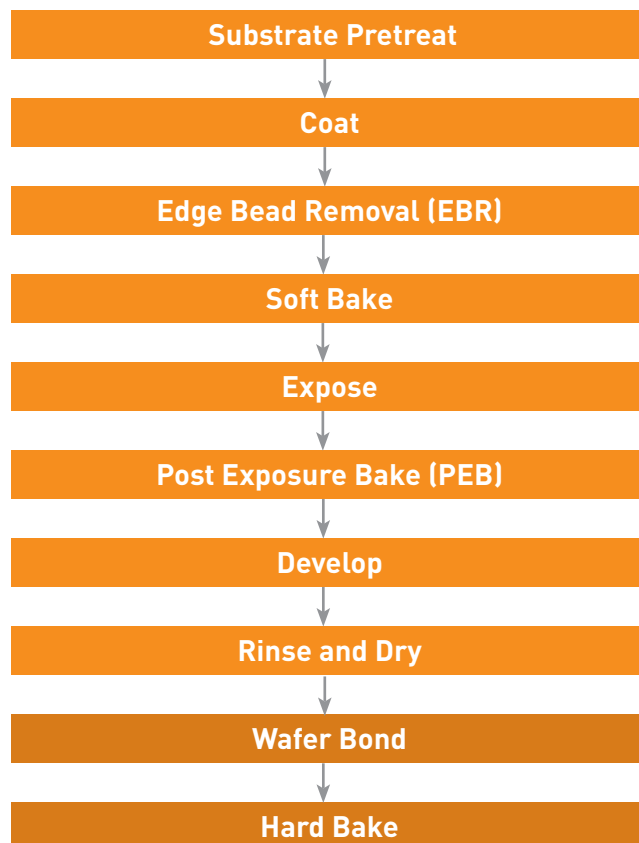 Substrate Pretreat
Coat
Edge Bead Removal (EBR)
Soft Bake
Expose
Post Exposure Bake (PEB)
Develop
Rinse and Dry
Wafer Bond
Hard Bake